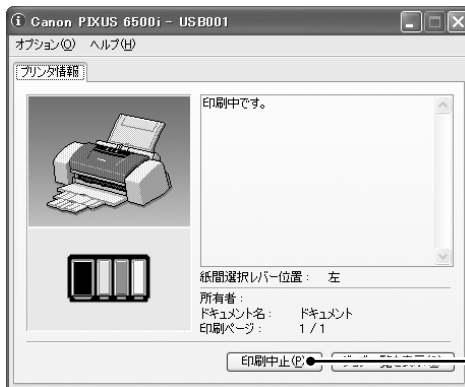 Canon PIXUS 6500i - USB001
オプション(O) ヘルプ(H)
プリンタ情報
印刷中です。
紙間選択レバー位置： 左
所有者：
ドキュメント名： ドキュメント
印刷ページ： 1 / 1
印刷中止(P)